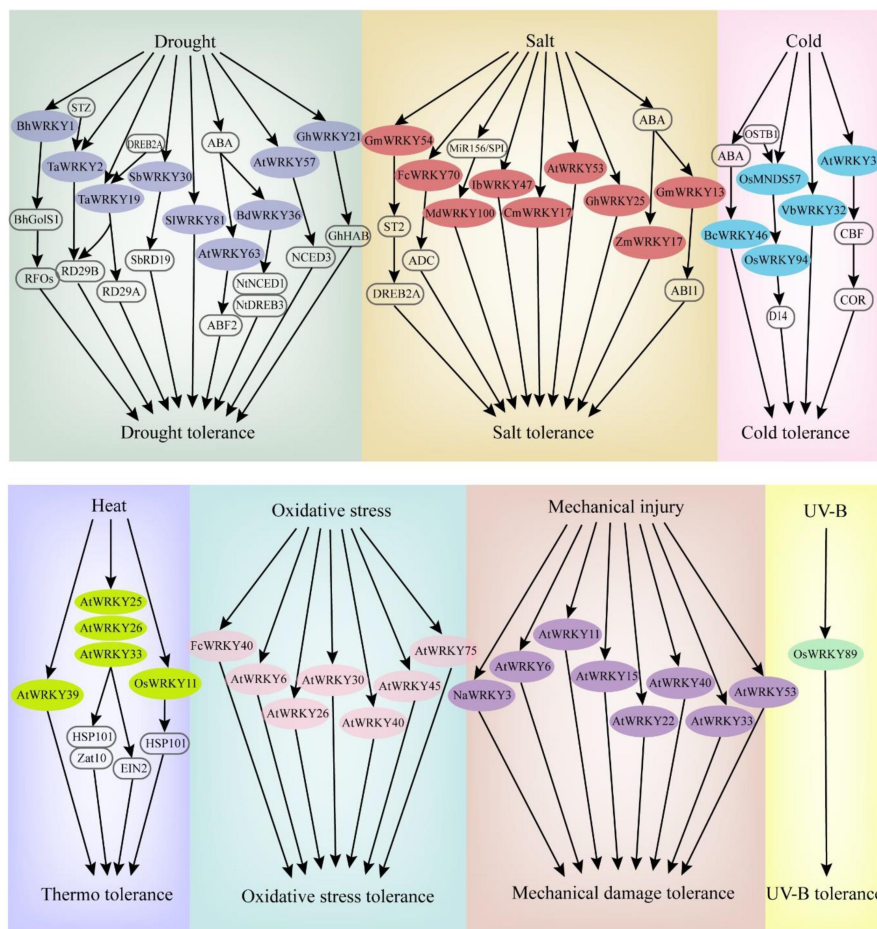 Drought
Salt
Cold
BhWRKY1
STZ
TaWRKY2
DREB2A
SbWRKY30
TaWRKY19
SlWRKY81
ABA
BdWRKY36
AtWRKY63
AtWRKY57
GhWRKY21
BhGolS1
RFOs
RD29B
RD29A
SbRD19
NtNCED1
NtDREB3
ABF2
NCED3
GhHAB
Drought tolerance
GmWRKY54
FcWRKY70
MiR156/SPL
MdWRKY100
IbWRKY47
CmWRKY17
AtWRKY53
GhWRKY25
ABA
GmWRKY13
ZmWRKY17
ST2
ADC
DREB2A
ABI1
Salt tolerance
ABA
OSTB1
OsMNDS57
AtWRKY3
VbWRKY32
BcWRKY46
OsWRKY94
CBF
D14
COR
Cold tolerance
Heat
Oxidative stress
Mechanical injury
UV-B
AtWRKY25
AtWRKY26
AtWRKY33
AtWRKY39
OsWRKY11
HSP101
Zat10
EIN2
HSP101
Thermo tolerance
FcWRKY40
AtWRKY6
AtWRKY26
AtWRKY30
AtWRKY40
AtWRKY45
AtWRKY75
Oxidative stress tolerance
NaWRKY3
AtWRKY6
AtWRKY11
AtWRKY15
AtWRKY22
AtWRKY40
AtWRKY33
AtWRKY53
Mechanical damage tolerance
OsWRKY89
UV-B tolerance